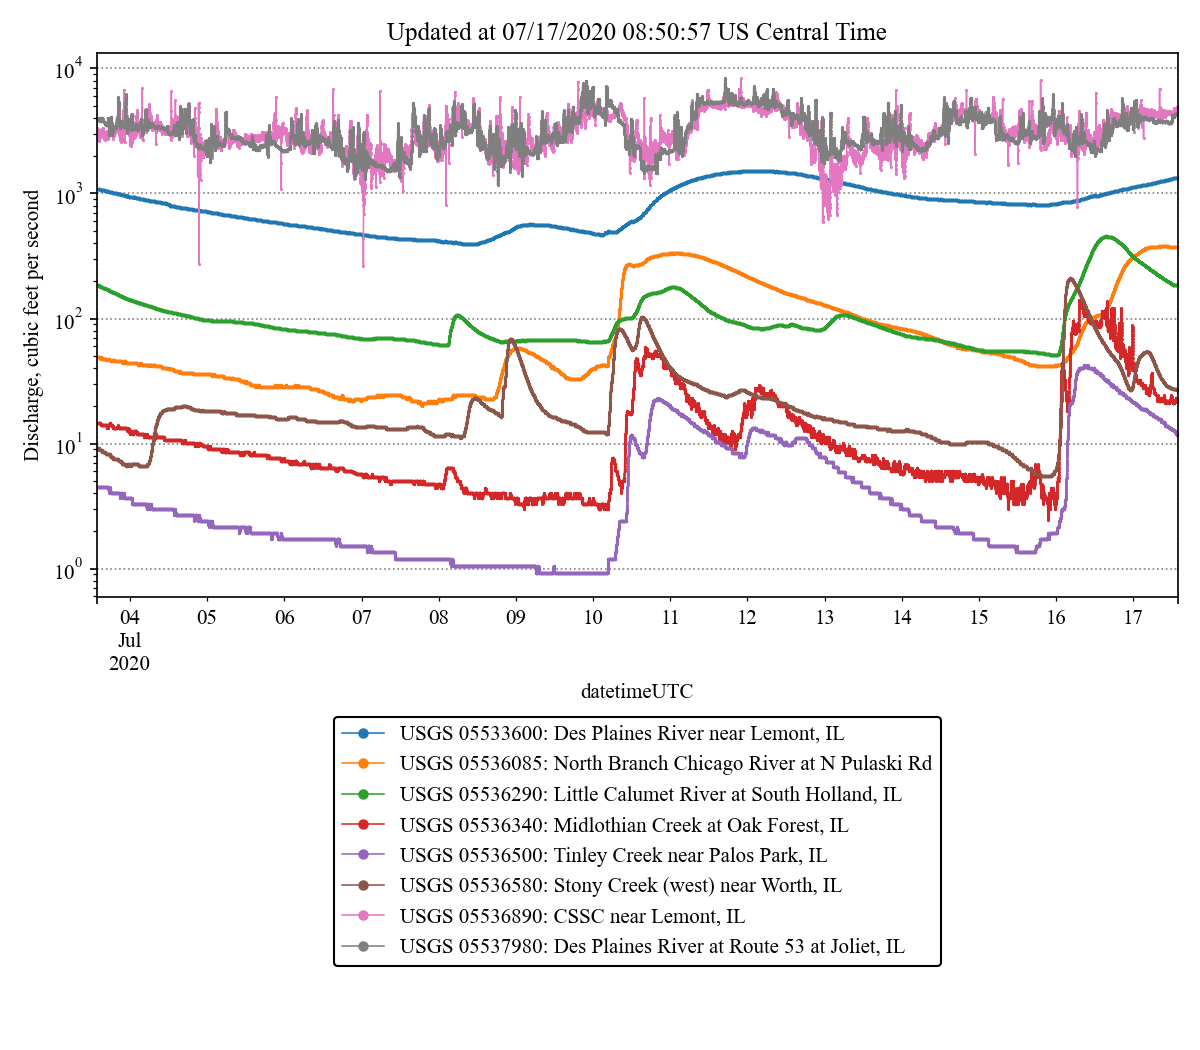 Updated at 07/17/2020 08:50:57 US Central Time
Discharge, cubic feet per second
10^4
10^3
10^2
10^1
10^0
04 05 06 07 08 09 10 11 12 13 14 15 16 17
Jul
2020
datetimeUTC
USGS 05533600: Des Plaines River near Lemont, IL
USGS 05536085: North Branch Chicago River at N Pulaski Rd
USGS 05536290: Little Calumet River at South Holland, IL
USGS 05536340: Midlothian Creek at Oak Forest, IL
USGS 05536500: Tinley Creek near Palos Park, IL
USGS 05536580: Stony Creek (west) near Worth, IL
USGS 05536890: CSSC near Lemont, IL
USGS 05537980: Des Plaines River at Route 53 at Joliet, IL